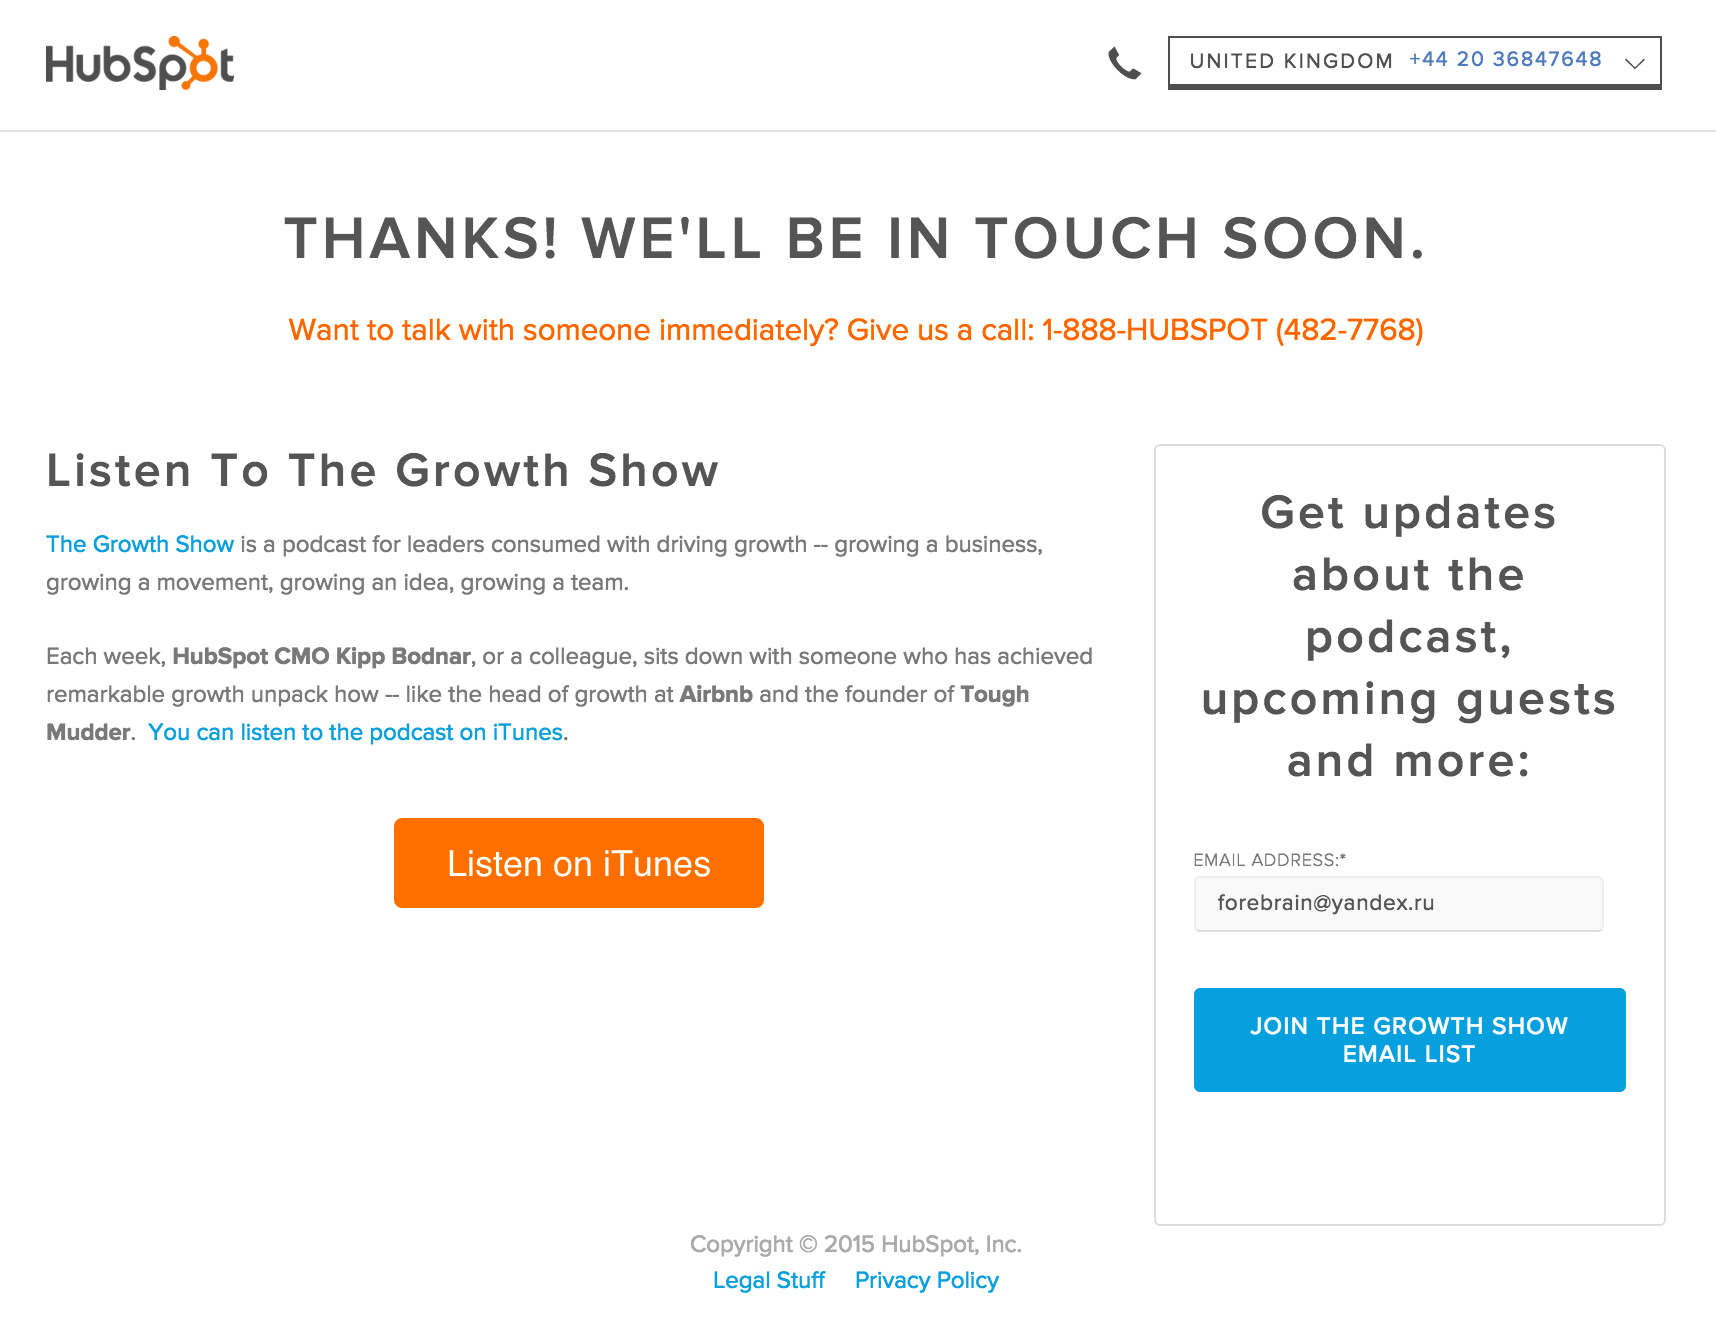 HubSpot
UNITED KINGDOM +44 20 36847648
THANKS! WE'LL BE IN TOUCH SOON.
Want to talk with someone immediately? Give us a call: 1-888-HUBSPOT (482-7768)
Listen To The Growth Show
The Growth Show is a podcast for leaders consumed with driving growth -- growing a business,
growing a movement, growing an idea, growing a team.
Each week, HubSpot CMO Kipp Bodnar, or a colleague, sits down with someone who has achieved
remarkable growth unpack how -- like the head of growth at Airbnb and the founder of Tough
Mudder. You can listen to the podcast on iTunes.
Listen on iTunes
Get updates
about the
podcast,
upcoming guests
and more:
EMAIL ADDRESS:*
forebrain@yandex.ru
JOIN THE GROWTH SHOW
EMAIL LIST
Copyright © 2015 HubSpot, Inc.
Legal Stuff Privacy Policy